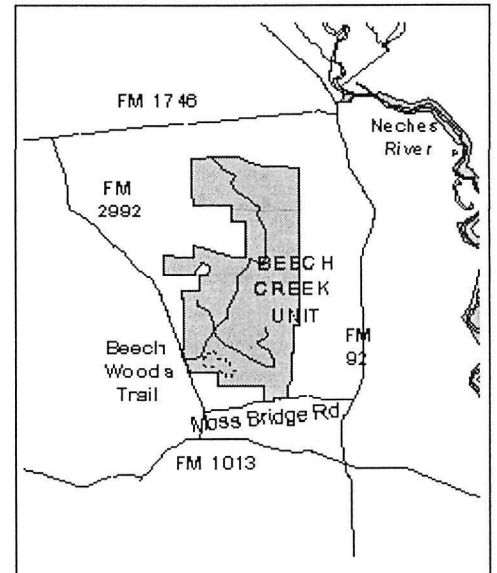 FM 1746
Neches
River
FM
2992
BEECH
CREEK
UNIT
FM
92
Beech
Woods
Trail
Moss Bridge Rd
FM 1013